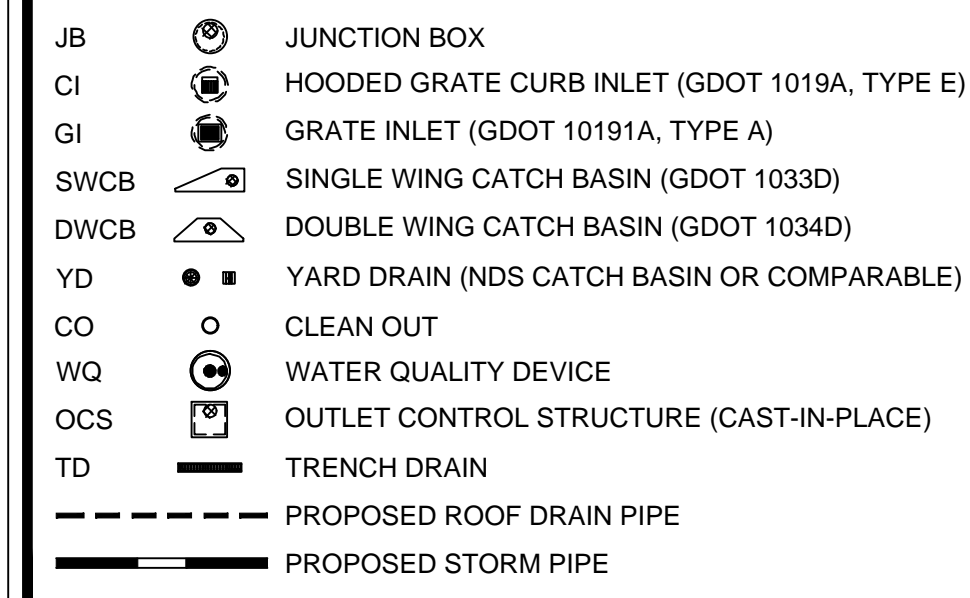 JB JUNCTION BOX
CI HOODED GRATE CURB INLET (GDOT 1019A, TYPE E)
GI GRATE INLET (GDOT 10191A, TYPE A)
SWCB SINGLE WING CATCH BASIN (GDOT 1033D)
DWCB DOUBLE WING CATCH BASIN (GDOT 1034D)
YD YARD DRAIN (NDS CATCH BASIN OR COMPARABLE)
CO CLEAN OUT
WQ WATER QUALITY DEVICE
OCS OUTLET CONTROL STRUCTURE (CAST-IN-PLACE)
TD TRENCH DRAIN
PROPOSED ROOF DRAIN PIPE
PROPOSED STORM PIPE